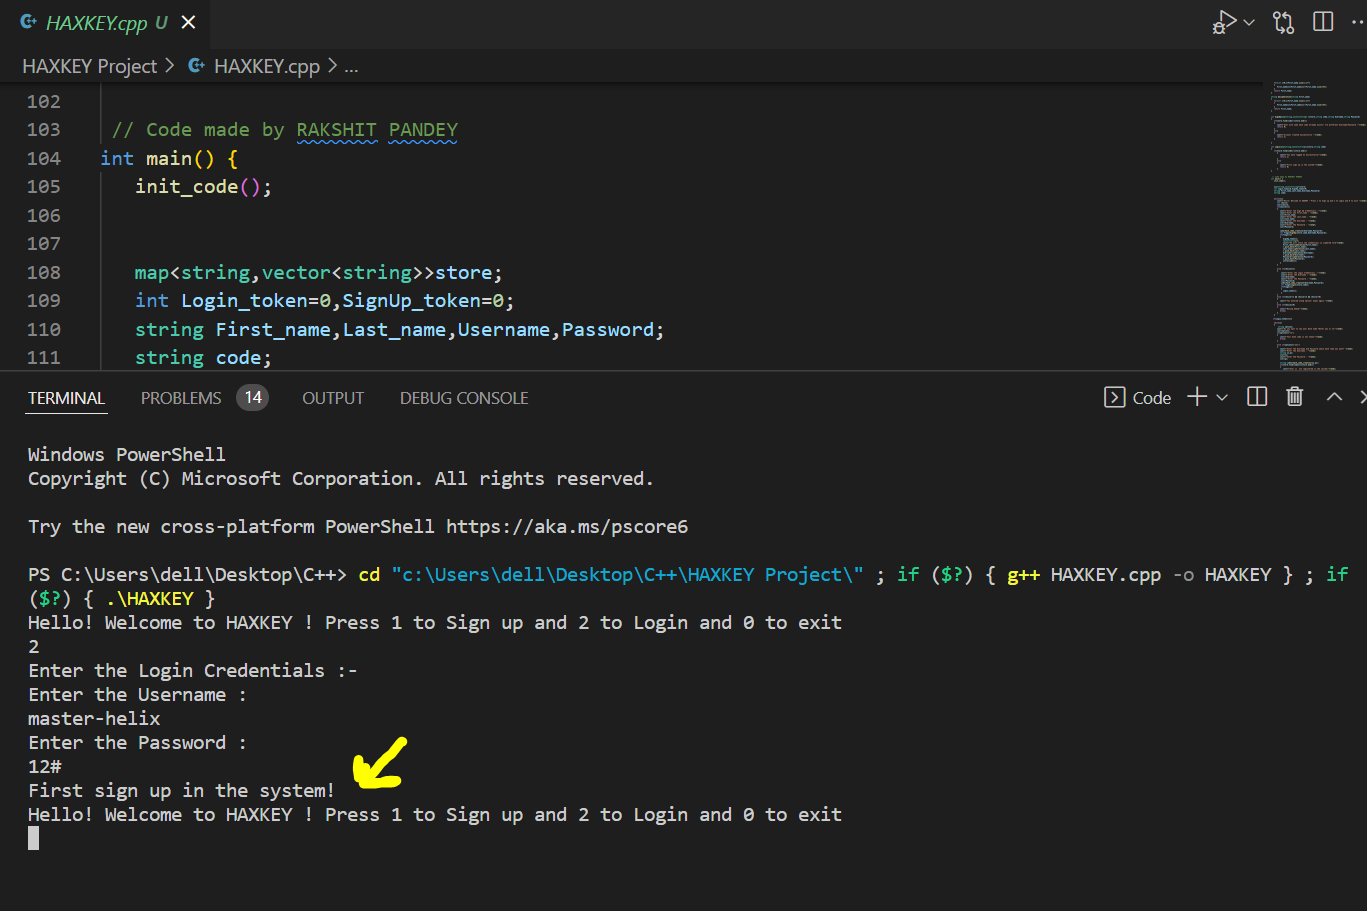 HAXKEY.cpp U
HAXKEY Project > HAXKEY.cpp > ...
102
103 // Code made by RAKSHIT PANDEY
104 int main() {
105 init_code();
106
107
108 map<string,vector<string>>store;
109 int Login_token=0,SignUp_token=0;
110 string First_name,Last_name,Username,Password;
111 string code;
TERMINAL PROBLEMS 14 OUTPUT DEBUG CONSOLE Code
Windows PowerShell
Copyright (C) Microsoft Corporation. All rights reserved.
Try the new cross-platform PowerShell https://aka.ms/pscore6
PS C:\Users\dell\Desktop\C++> cd "c:\Users\dell\Desktop\C++\HAXKEY Project\" ; if ($?) { g++ HAXKEY.cpp -o HAXKEY } ; if
($?) { .\HAXKEY }
Hello! Welcome to HAXKEY ! Press 1 to Sign up and 2 to Login and 0 to exit
2
Enter the Login Credentials :-
Enter the Username :
master-helix
Enter the Password :
12#
First sign up in the system!
Hello! Welcome to HAXKEY ! Press 1 to Sign up and 2 to Login and 0 to exit